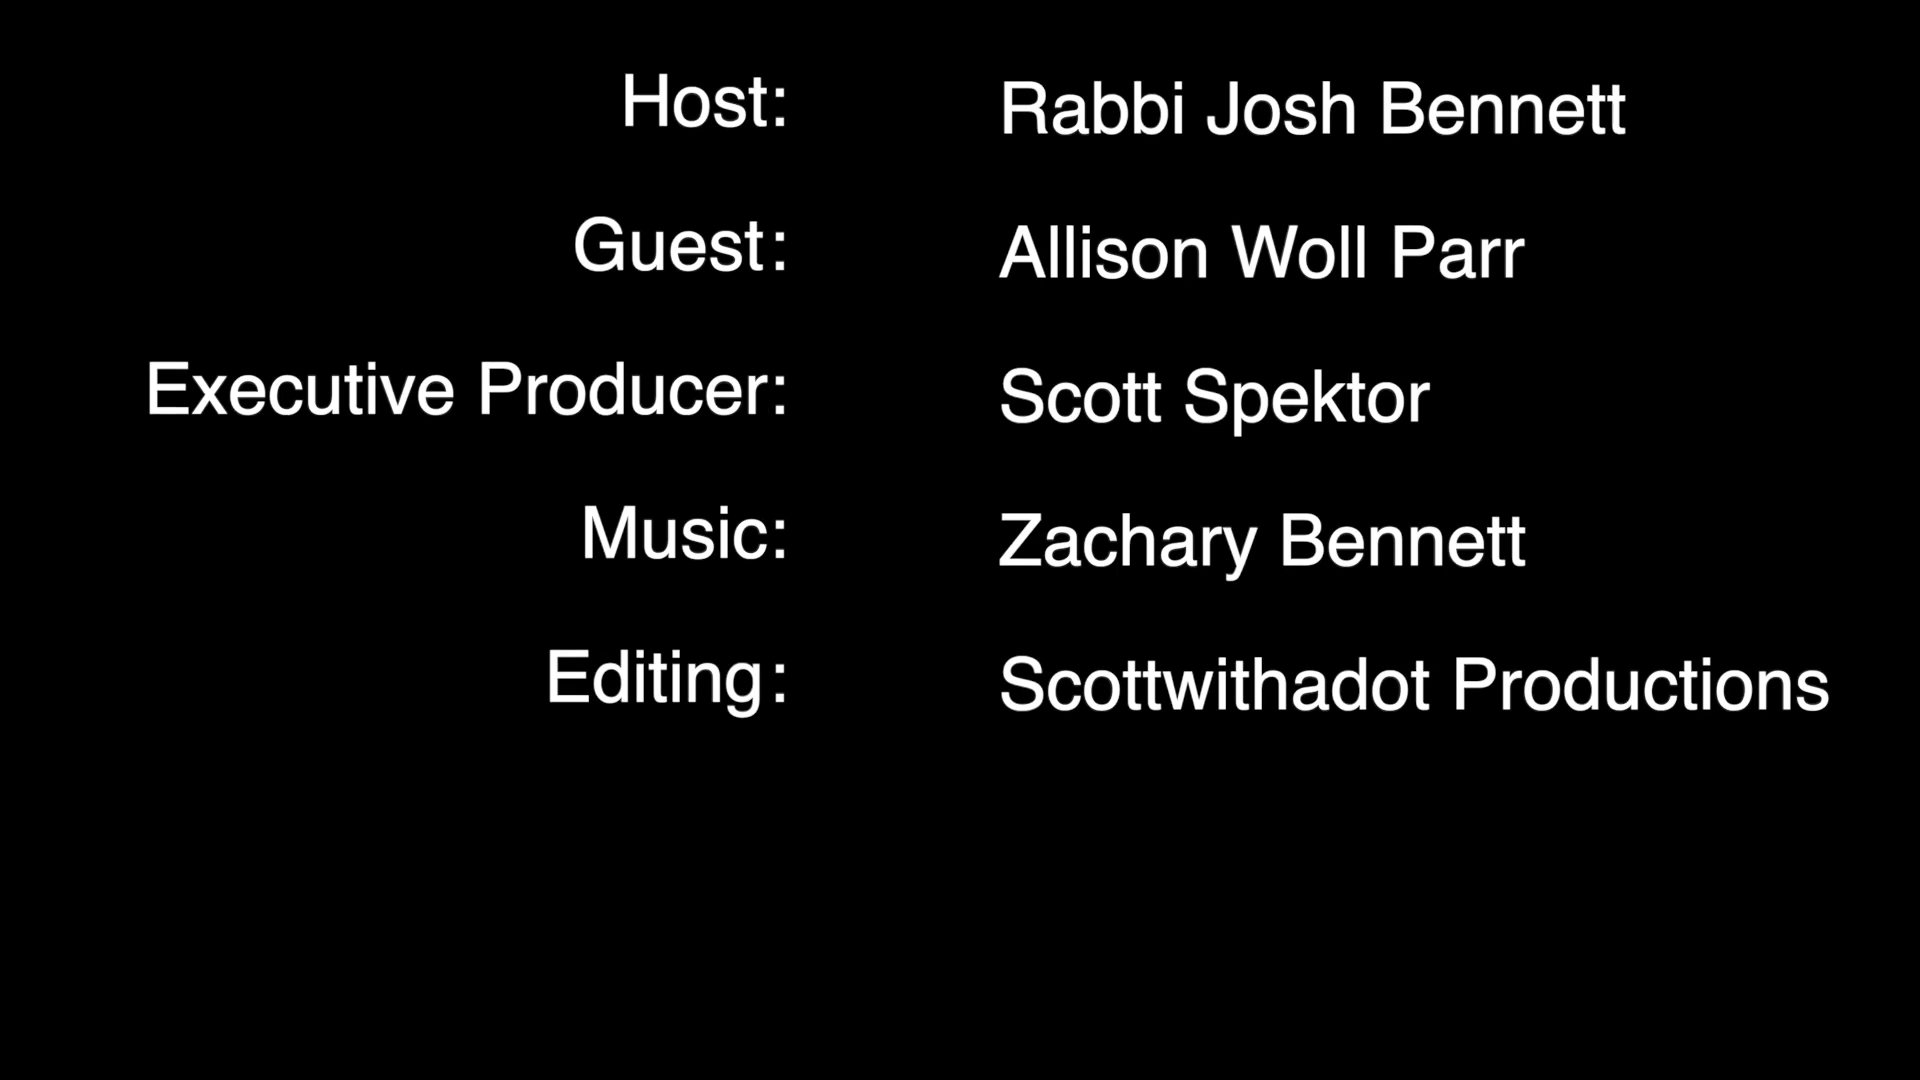 Host: Rabbi Josh Bennett
Guest: Allison Woll Parr
Executive Producer: Scott Spektor
Music: Zachary Bennett
Editing: Scottwithadot Productions